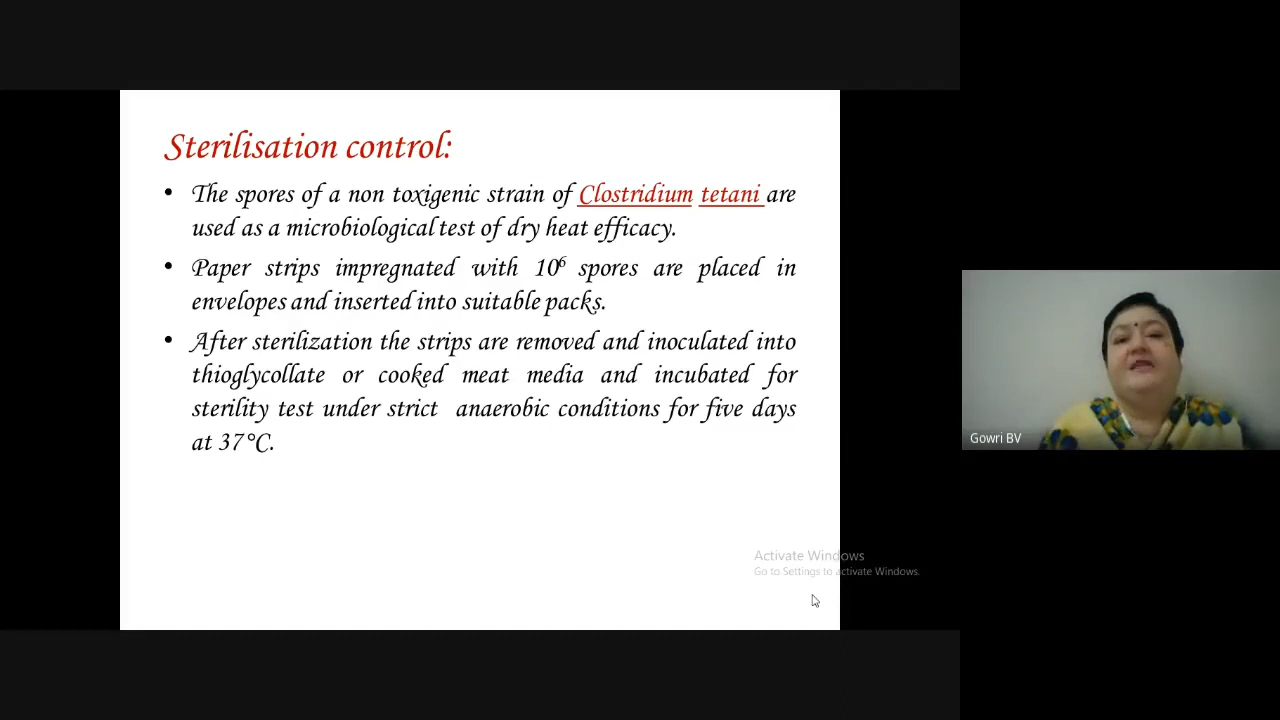 Sterilisation control:
• The spores of a non toxigenic strain of Clostridium tetani are
used as a microbiological test of dry heat efficacy.
• Paper strips impregnated with 10⁶ spores are placed in
envelopes and inserted into suitable packs.
• After sterilization the strips are removed and inoculated into
thioglycollate or cooked meat media and incubated for
sterility test under strict anaerobic conditions for five days
at 37°C.
Gowri BV
Activate Windows
Go to Settings to activate Windows.